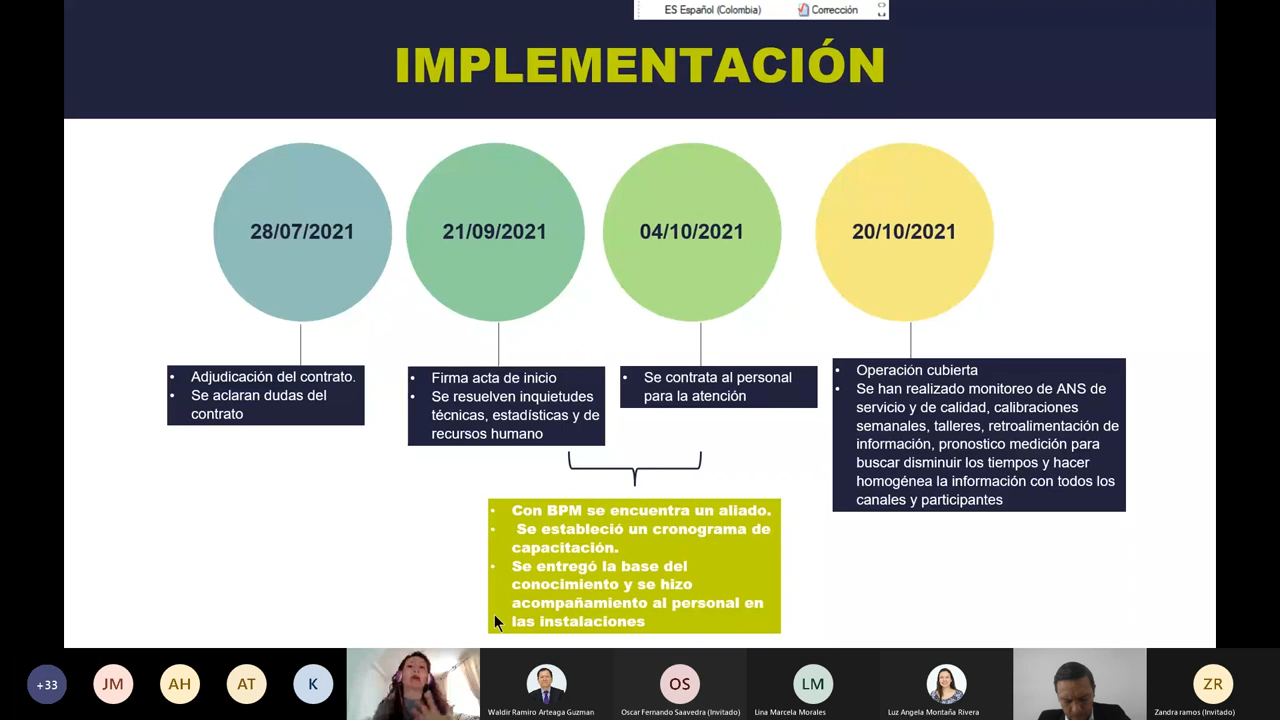 ES Español (Colombia) Corrección
IMPLEMENTACIÓN
28/07/2021
21/09/2021
04/10/2021
20/10/2021
• Adjudicación del contrato.
• Se aclaran dudas del
contrato
• Firma acta de inicio
• Se resuelven inquietudes
técnicas, estadísticas y de
recursos humano
• Se contrata al personal
para la atención
• Operación cubierta
• Se han realizado monitoreo de ANS de
servicio y de calidad, calibraciones
semanales, talleres, retroalimentación de
información, pronostico medición para
buscar disminuir los tiempos y hacer
homogénea la información con todos los
canales y participantes
• Con BPM se encuentra un aliado.
• Se estableció un cronograma de
capacitación.
• Se entregó la base del
conocimiento y se hizo
acompañamiento al personal en
las instalaciones
+33
JM
AH
AT
K
Waldir Ramiro Arteaga Guzman
OS
Oscar Fernando Saavedra (Invitado)
LM
Lina Marcela Morales
Luz Angela Montaña Rivera
ZR
Zandra ramos (Invitado)